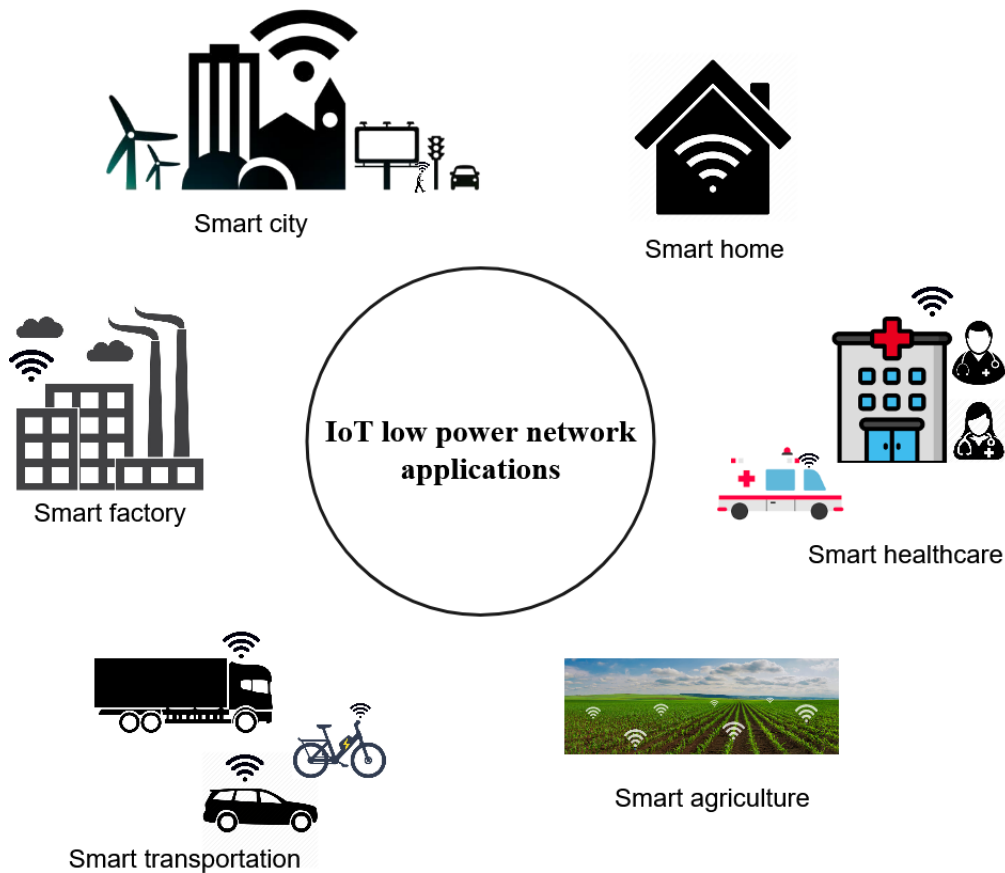 Smart city
Smart home
IoT low power network
applications
Smart factory
Smart healthcare
Smart agriculture
Smart transportation